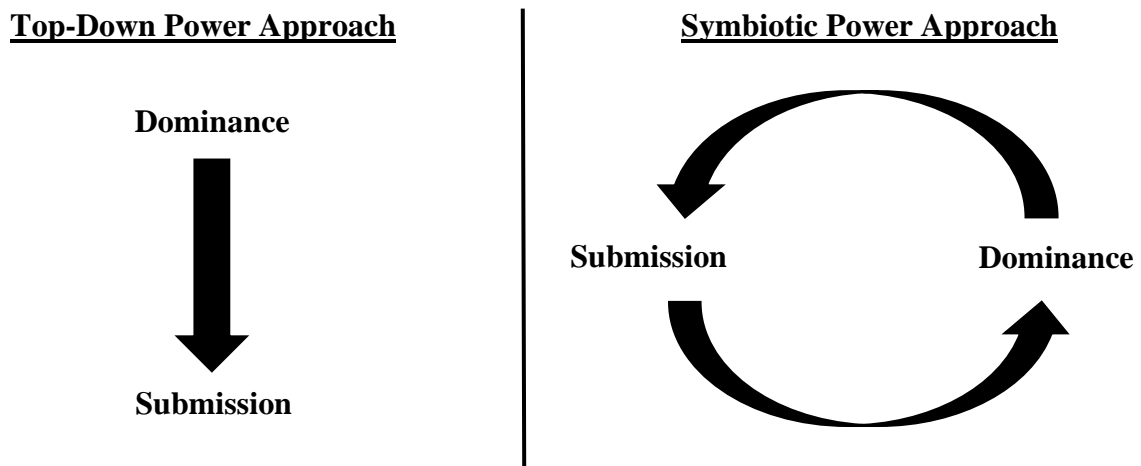 Top-Down Power Approach
Dominance
Submission
Symbiotic Power Approach
Submission
Dominance